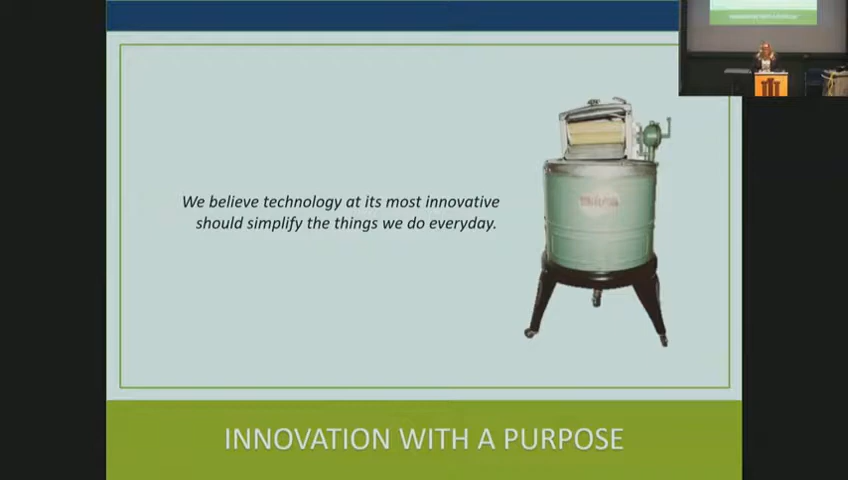 We believe technology at its most innovative
should simplify the things we do everyday.
INNOVATION WITH A PURPOSE